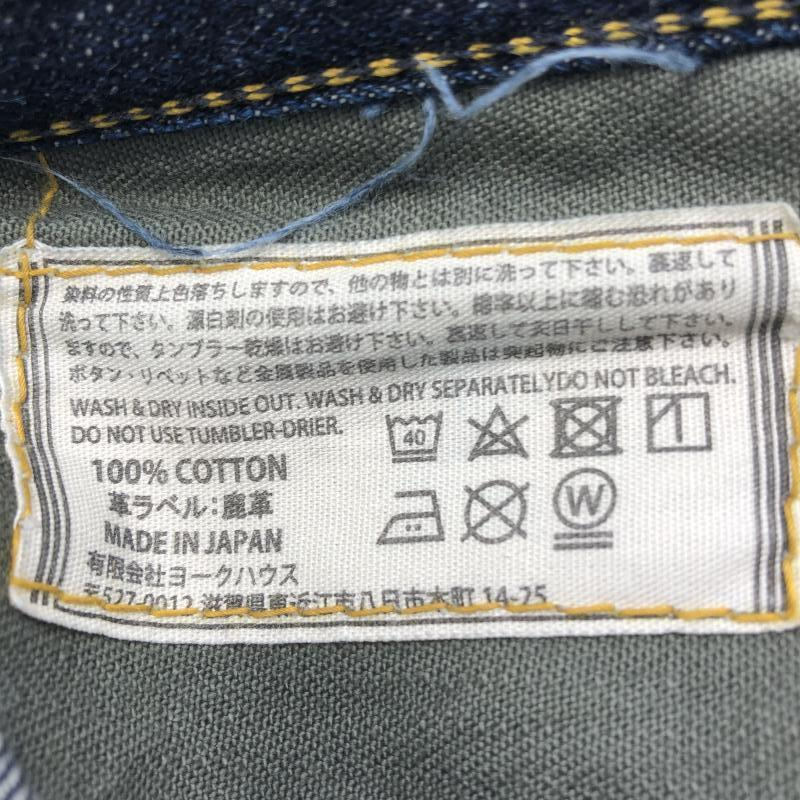 染料の性質上色落ちしますので、他の物とは別に洗って下さい。裏返して
洗って下さい。漂白剤の使用はお避け下さい。標準以上に縮む恐れがあり
ますので、タンブラー乾燥はお避け下さい。裏返して天日干しして下さい。
ボタン・リベットなど金属製品を使用した製品は突起物にご注意下さい。
WASH & DRY INSIDE OUT. WASH & DRY SEPARATELYDO NOT BLEACH.
DO NOT USE TUMBLER-DRIER.
40
100% COTTON
革ラベル：鹿革
W
MADE IN JAPAN
有限会社ヨークハウス
〒527-0012 滋賀県東近江市八日市本町 14-25